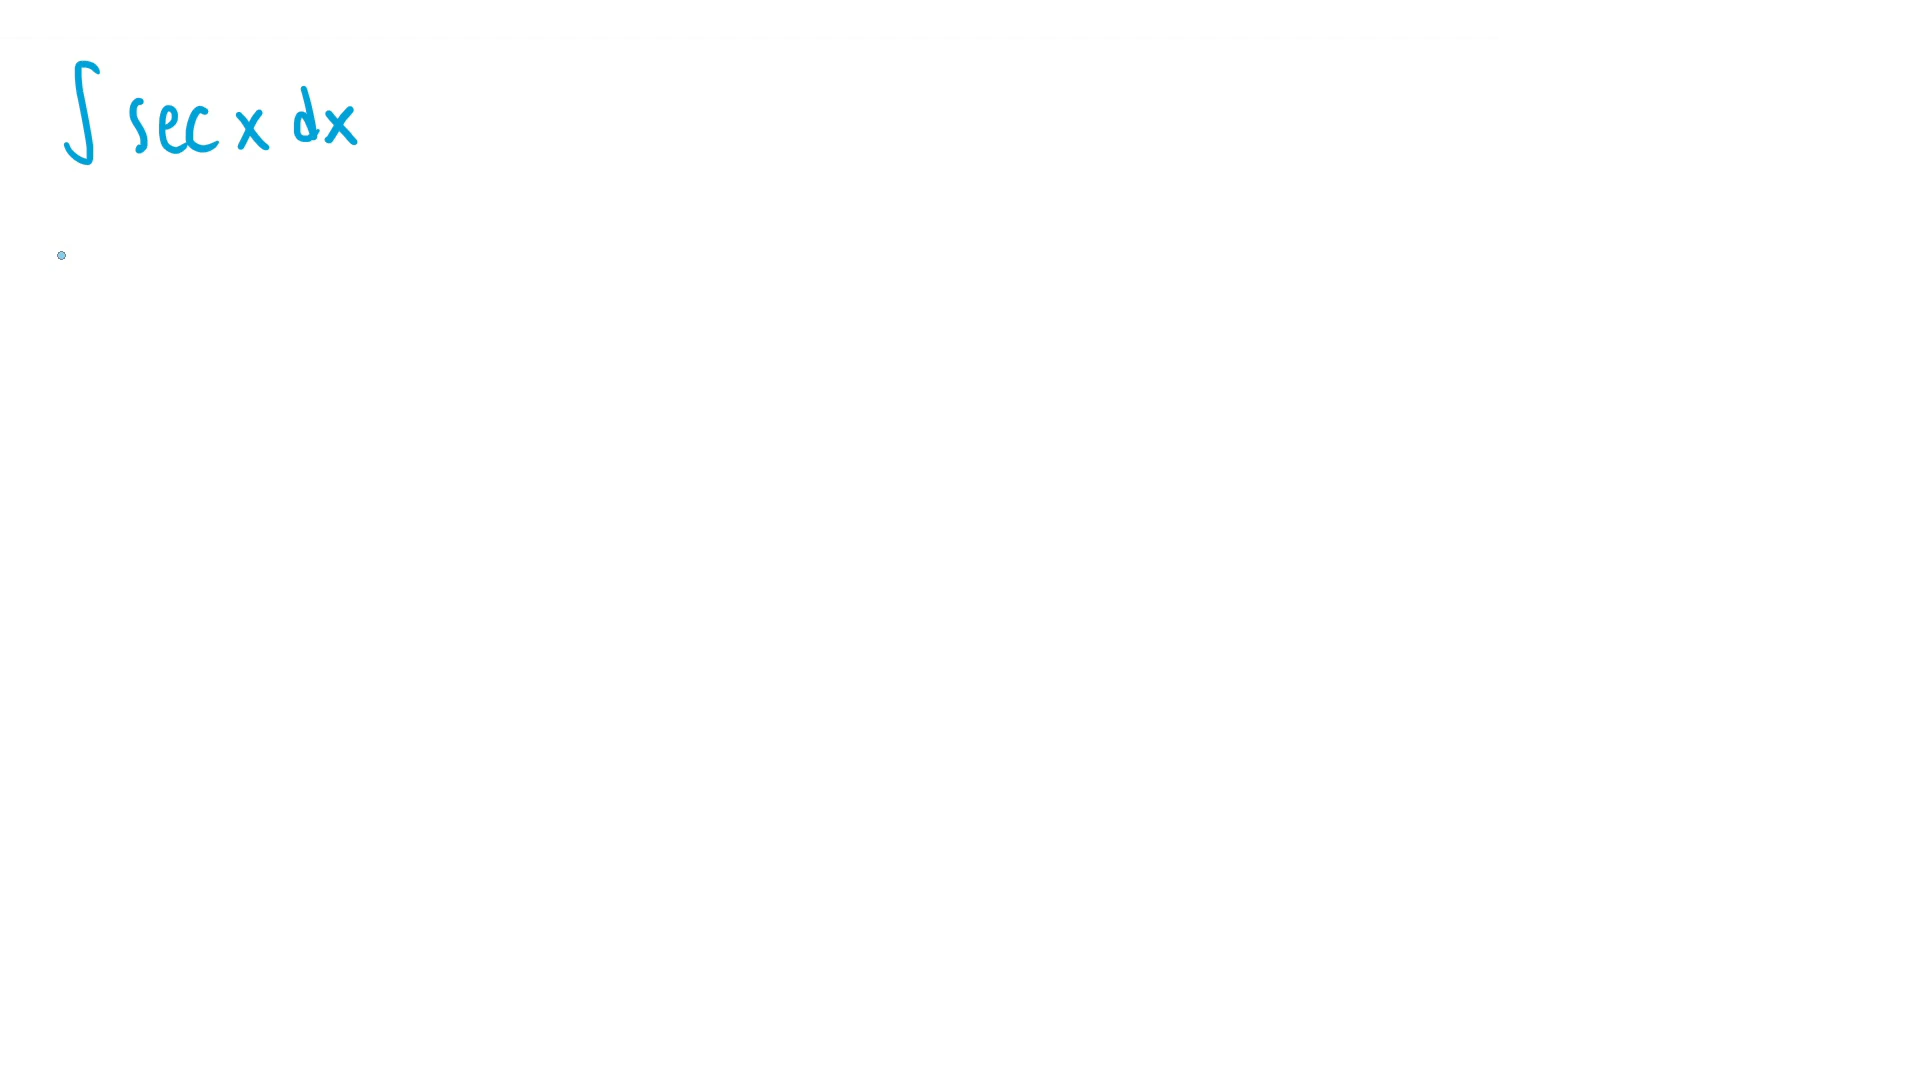 ∫ sec x dx